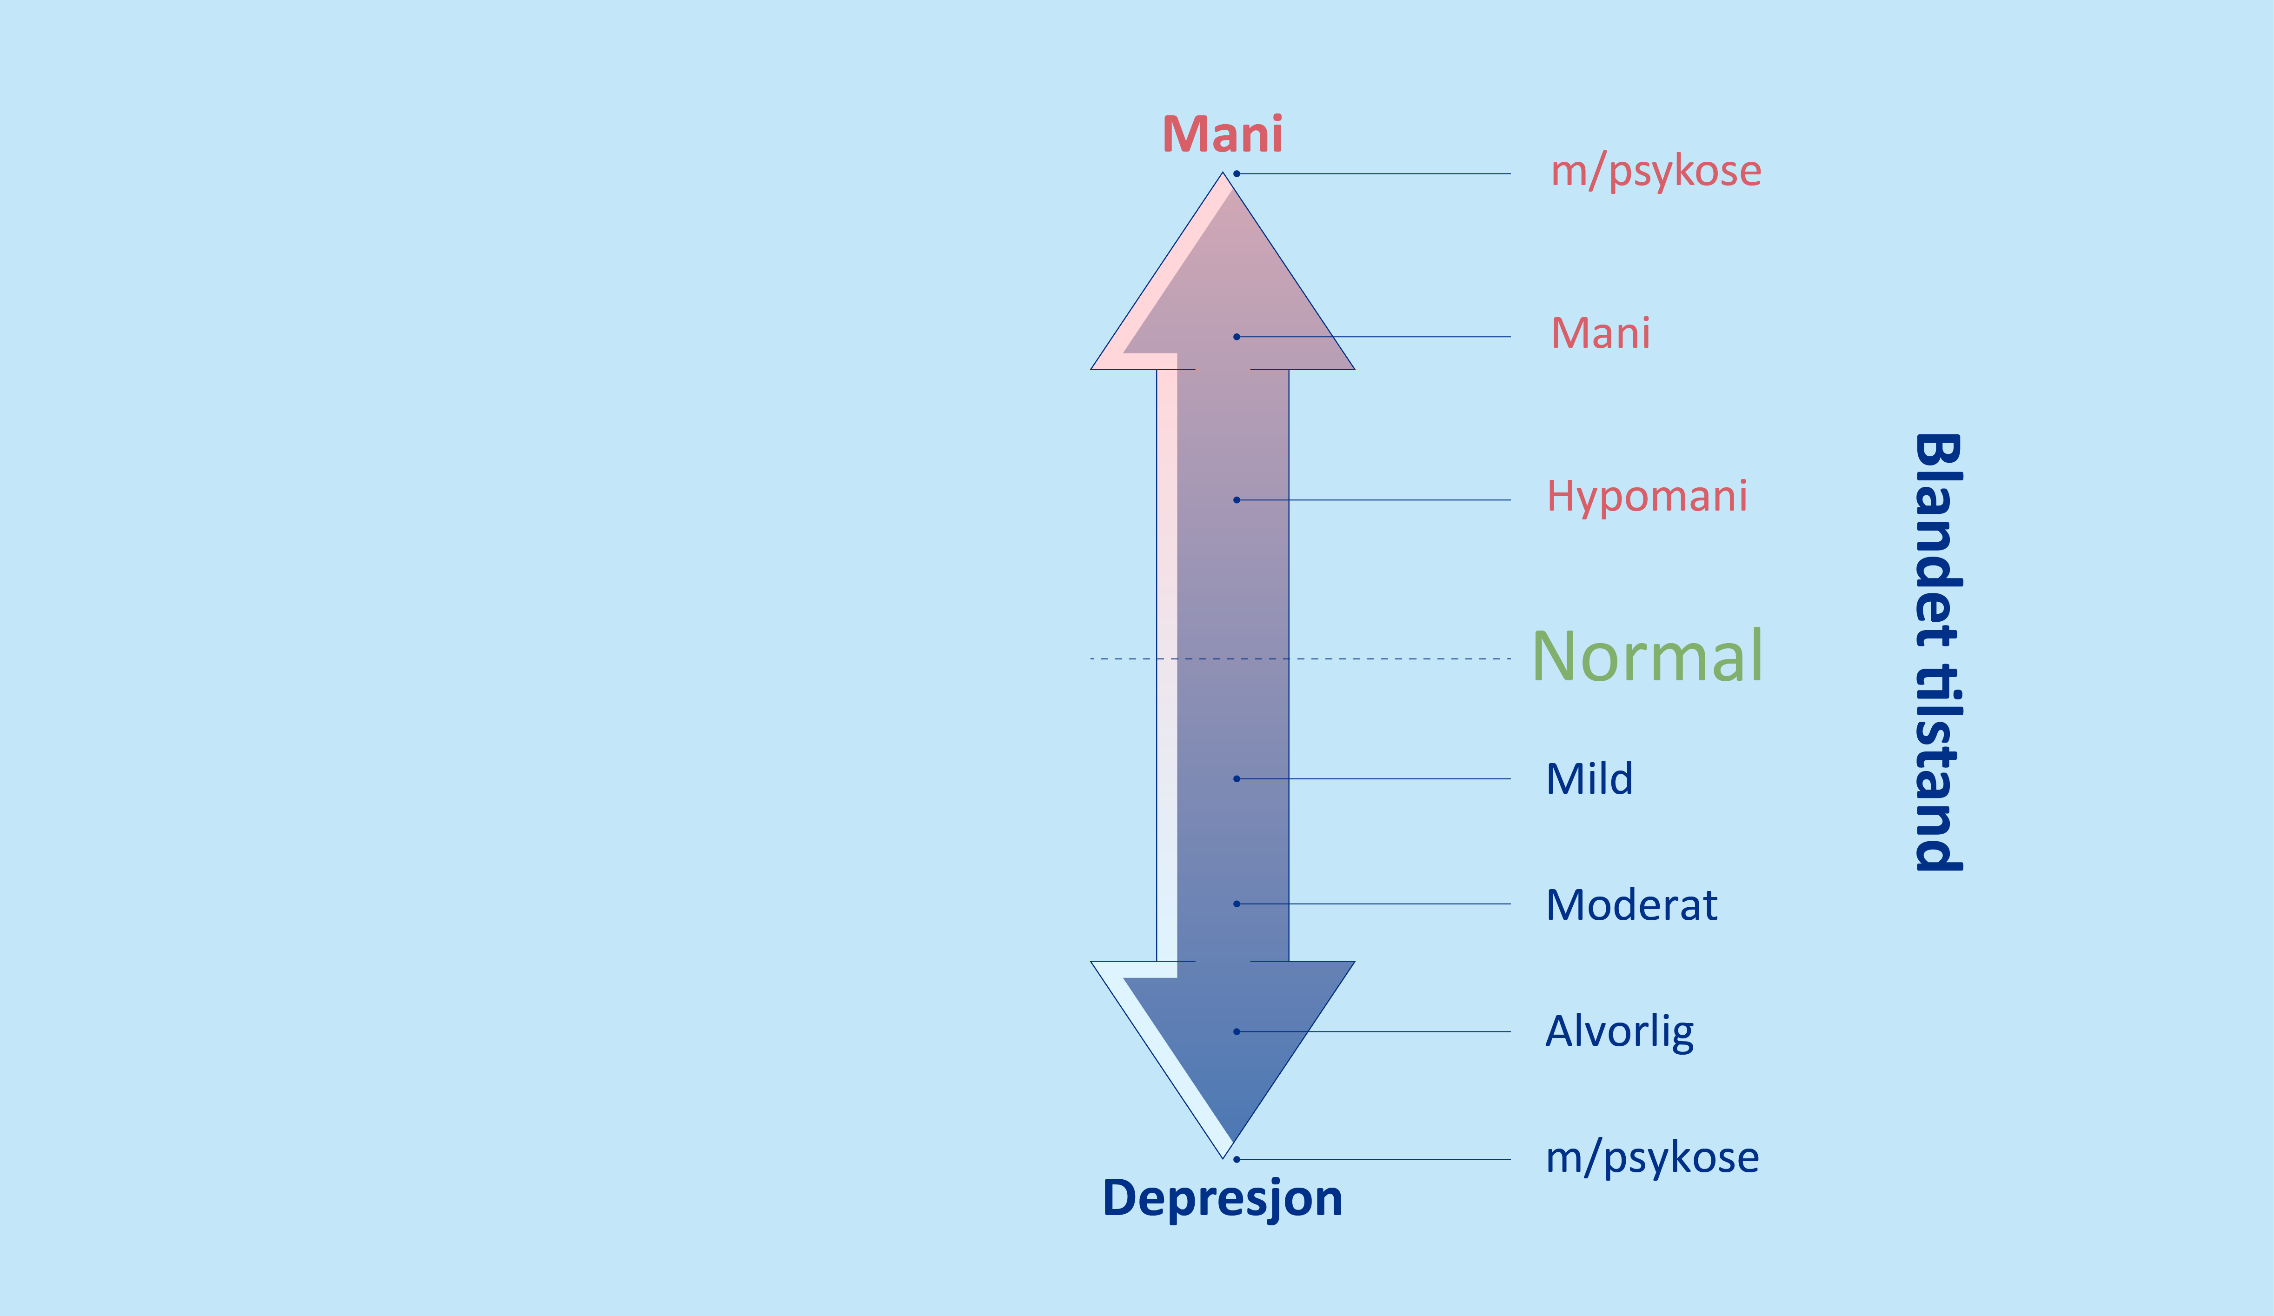 Mani
m/psykose
Mani
Hypomani
Normal
Mild
Moderat
Alvorlig
m/psykose
Depresjon
Blandet tilstand